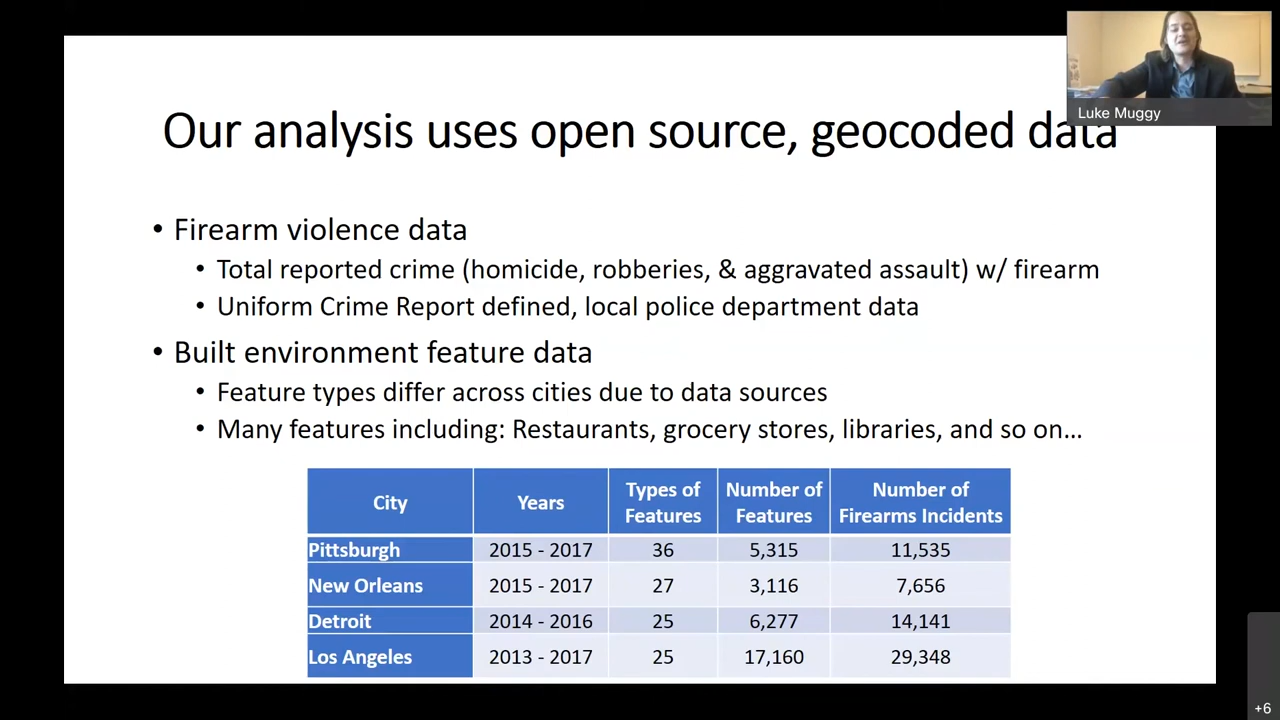 Luke Muggy
Our analysis uses open source, geocoded data
• Firearm violence data
• Total reported crime (homicide, robberies, & aggravated assault) w/ firearm
• Uniform Crime Report defined, local police department data
• Built environment feature data
• Feature types differ across cities due to data sources
• Many features including: Restaurants, grocery stores, libraries, and so on…
City Years Types of Features Number of Features Number of Firearms Incidents
Pittsburgh 2015 - 2017 36 5,315 11,535
New Orleans 2015 - 2017 27 3,116 7,656
Detroit 2014 - 2016 25 6,277 14,141
Los Angeles 2013 - 2017 25 17,160 29,348
+6